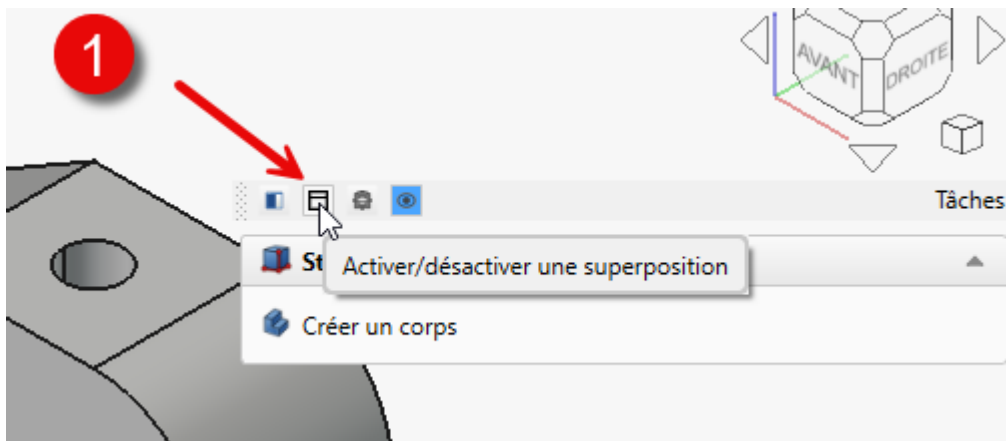 1
AVANT
DROITE
Tâches
St
Activer/désactiver une superposition
Créer un corps